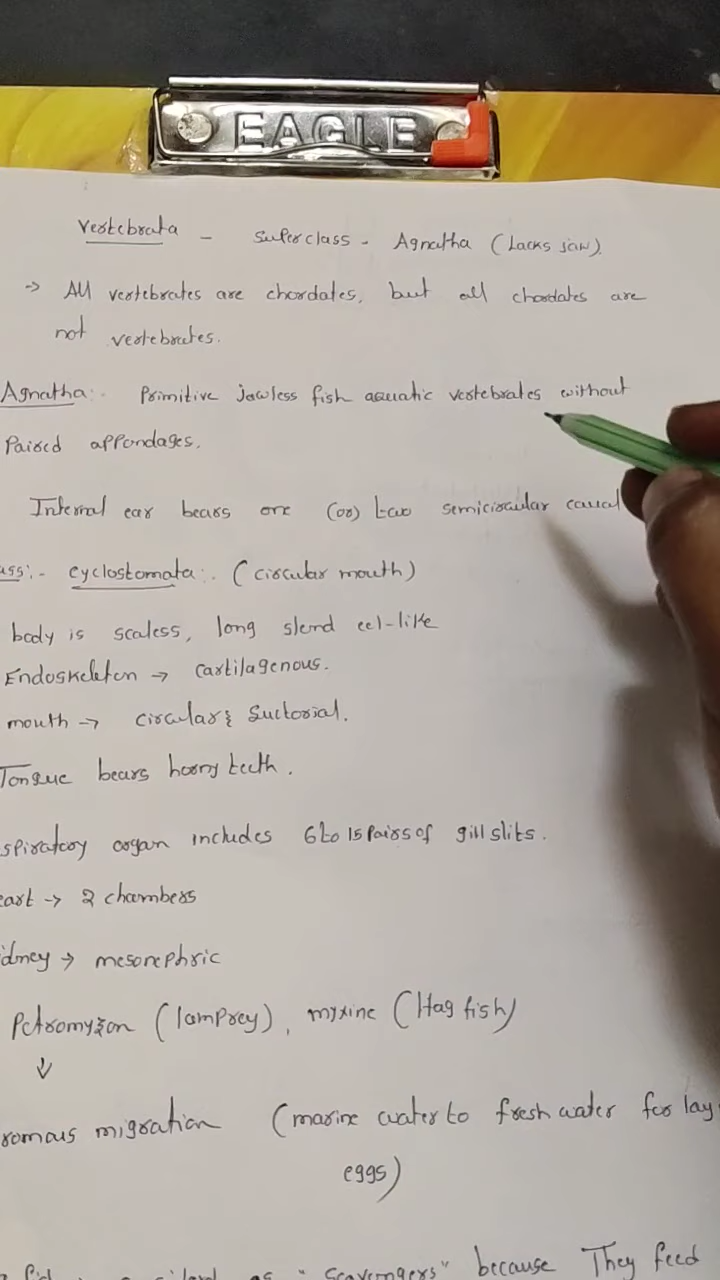 EAGLE
Vertebrata - Superclass - Agnatha (Lacks jaw).
-> All vertebrates are chordates, but all chordates are
not vertebrates.
Agnatha:- Primitive jawless fish aquatic vertebrates without
Paired appendages.
Internal ear bears one (or) two semicircular canal
ass:- cyclostomata:- (circular mouth)
body is scaless, long slend eel-like
Endoskeleton → cartilagenous.
mouth → circular & Suctorial.
Tongue bears horny teeth.
spiratory organ includes 6 to 15 pairs of gill slits.
eart → 2 chambers
idney → mesonephric
Petromyzon (lamprey), myxine (Hag fish)
↓
romous migration (marine water to fresh water for lay
eggs)
as "scavengers" because They feed